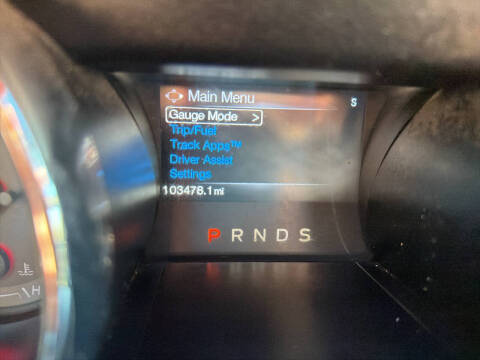 Main Menu
S
Gauge Mode >
Trip/Fuel
Track Apps™
Driver Assist
Settings
103478.1 mi
P R N D S
H